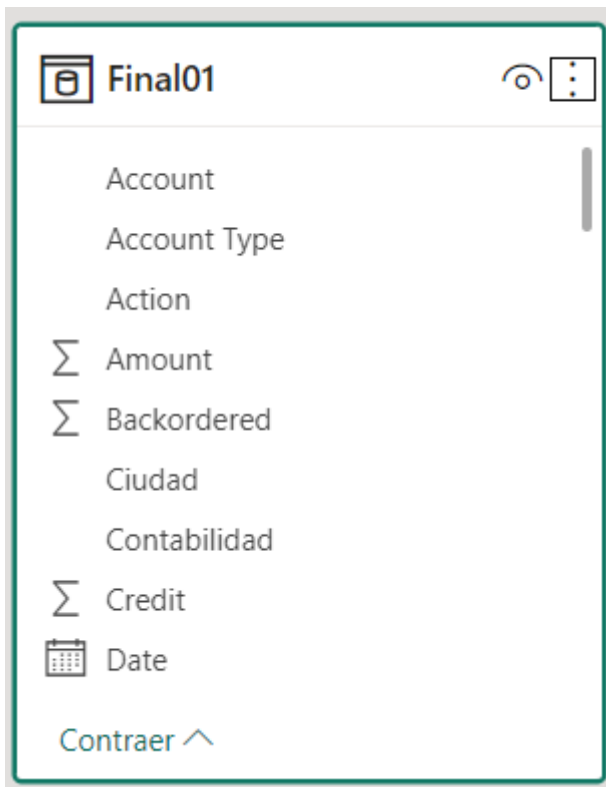 Final01
Account
Account Type
Action
Amount
Backordered
Ciudad
Contabilidad
Credit
Date
Contraer